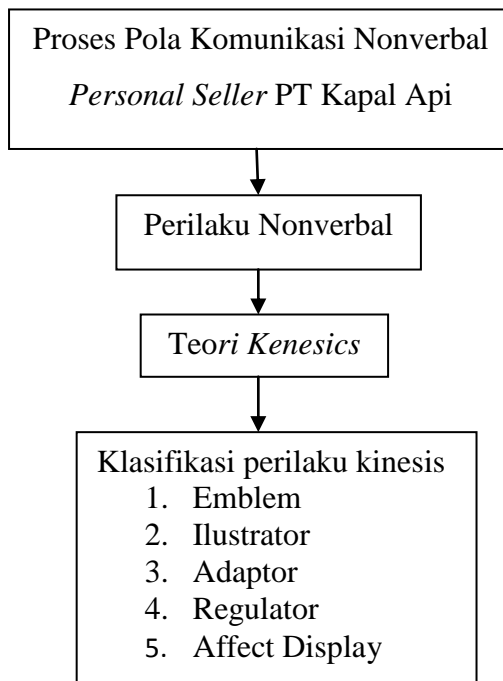 Proses Pola Komunikasi Nonverbal
Personal Seller PT Kapal Api
Perilaku Nonverbal
Teori Kenesics
Klasifikasi perilaku kinesis
1. Emblem
2. Ilustrator
3. Adaptor
4. Regulator
5. Affect Display